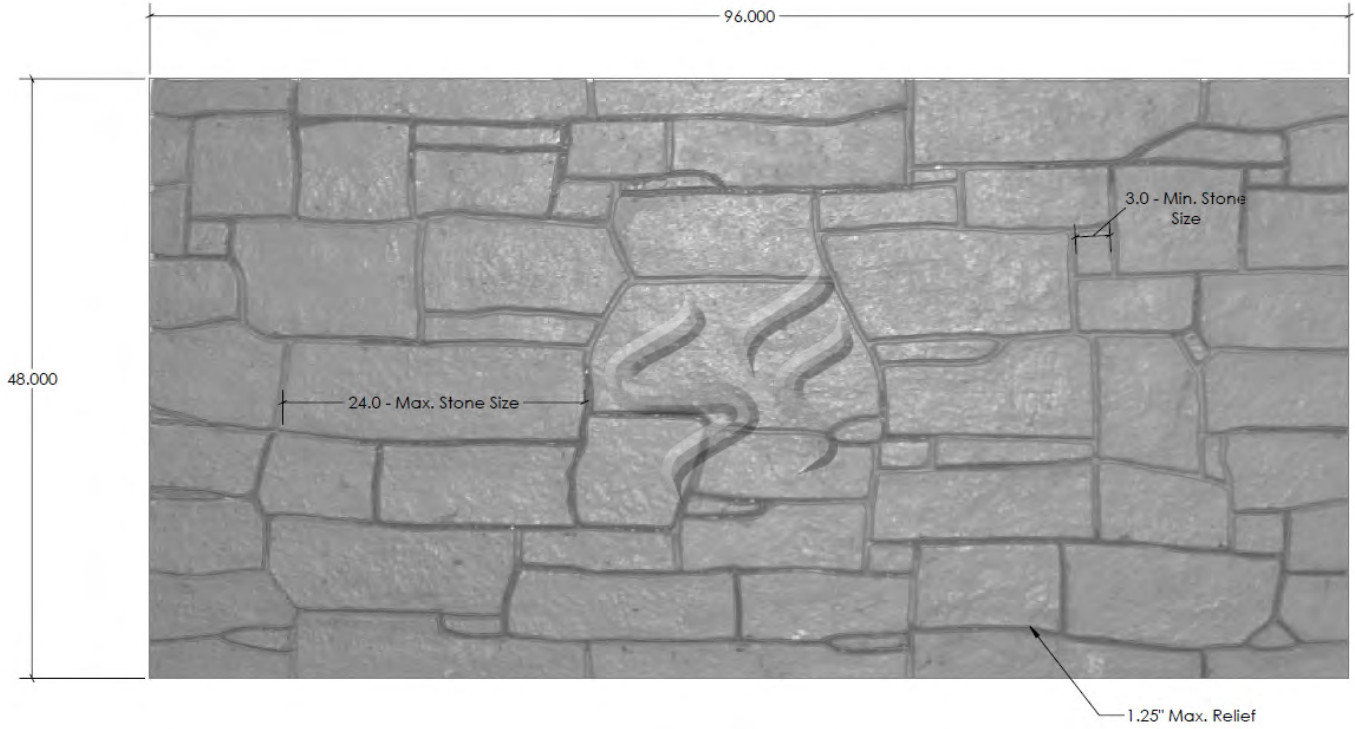 96.000
3.0 - Min. Stone
Size
48.000
24.0 - Max. Stone Size
1.25" Max. Relief